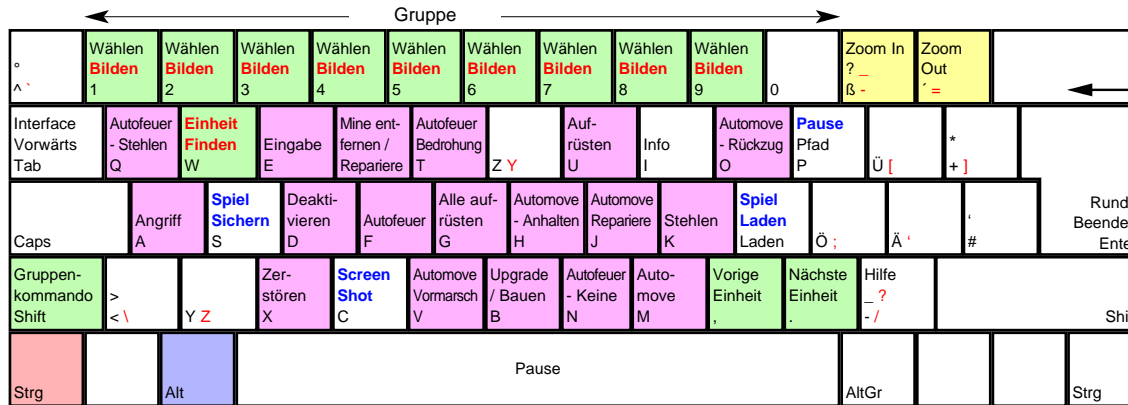 Gruppe
Wählen Wählen Wählen Wählen Wählen Wählen Wählen Wählen Wählen Zoom In Zoom
° Bilden Bilden Bilden Bilden Bilden Bilden Bilden Bilden Bilden ? _ Out
^ ` 1 2 3 4 5 6 7 8 9 0 ß - ´ =
Interface Autofeuer Einheit Mine ent- Autofeuer Auf- Automove Pause *
Vorwärts - Stehlen Finden Eingabe fernen / Bedrohung rüsten Info - Rückzug Pfad
Tab Q W E Repariere T Z Y U I O P Ü [ + ]
Spiel Deakti- Alle auf- Automove Automove Spiel ‘ Rund
Angriff Sichern vieren Autofeuer rüsten - Anhalten Repariere Stehlen Laden Beende
Caps A S D F G H J K Laden Ö ; Ä ‘ # Ente
Gruppen- Zer- Screen Automove Upgrade Autofeuer Auto- Vorige Nächste Hilfe
kommando > stören Shot Vormarsch / Bauen - Keine move Einheit Einheit _ ?
Shift < \ Y Z X C V B N M , . - / Shi
Pause
Strg Alt AltGr Strg